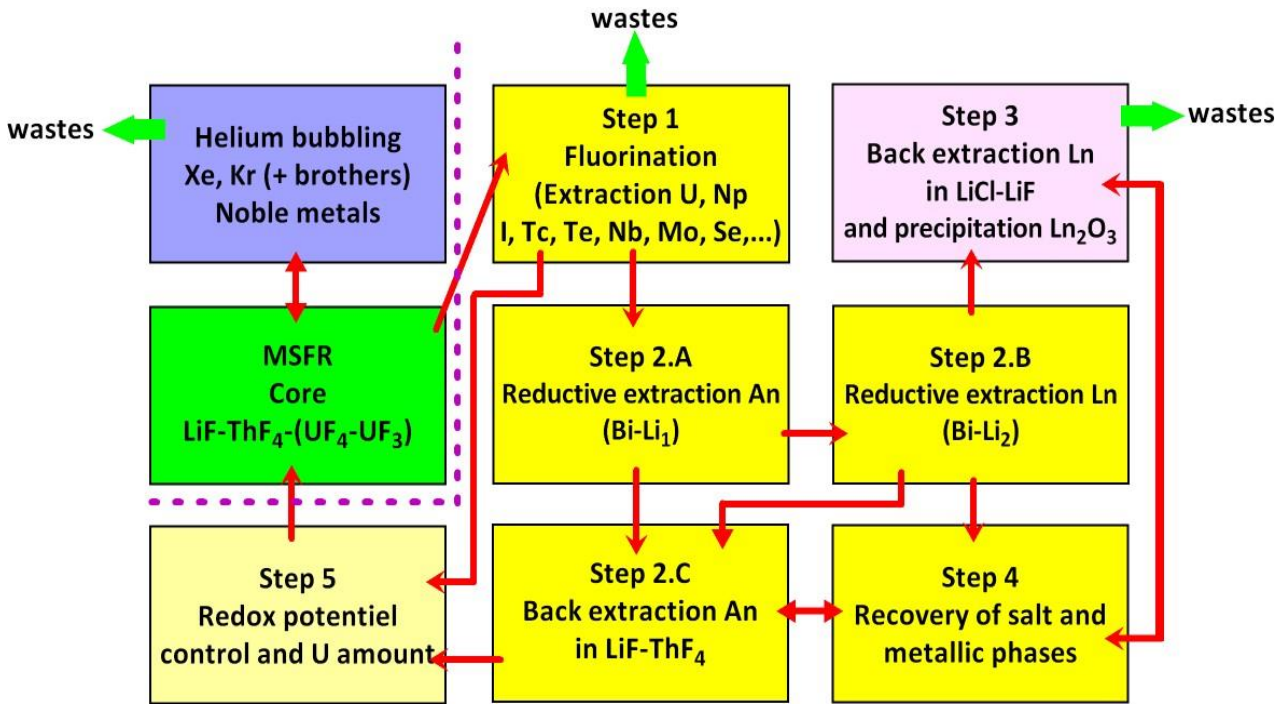 wastes
wastes
Helium bubbling
Xe, Kr (+ brothers)
Noble metals
Step 1
Fluorination
(Extraction U, Np
I, Tc, Te, Nb, Mo, Se,...)
Step 3
Back extraction Ln
in LiCl-LiF
and precipitation Ln₂O₃
wastes
MSFR
Core
LiF-ThF₄-(UF₄-UF₃)
Step 2.A
Reductive extraction An
(Bi-Li₁)
Step 2.B
Reductive extraction Ln
(Bi-Li₂)
Step 5
Redox potentiel
control and U amount
Step 2.C
Back extraction An
in LiF-ThF₄
Step 4
Recovery of salt and
metallic phases